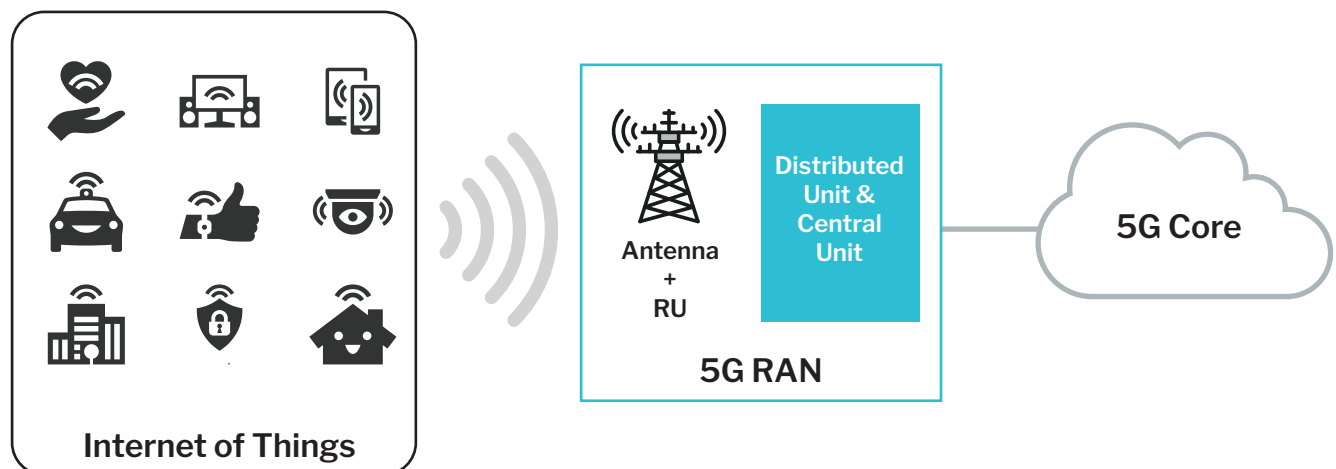 Internet of Things
Antenna
+
RU
Distributed
Unit &
Central
Unit
5G RAN
5G Core